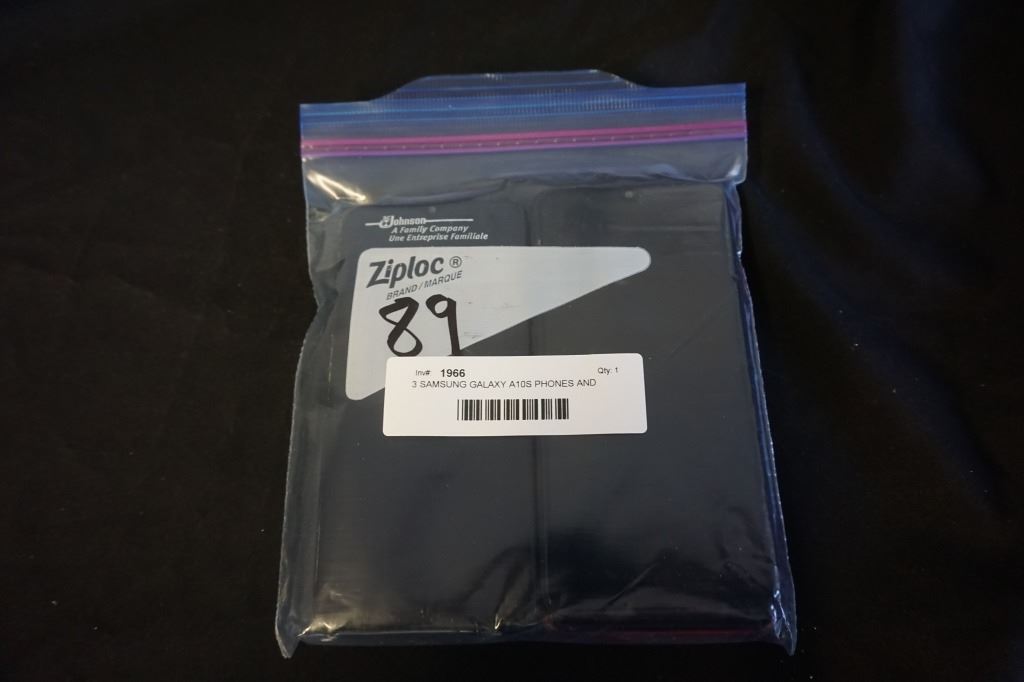 Johnson
A Family Company
Une Entreprise Familiale
Ziploc ®
BRAND / MARQUE
89
Inv# 1966 Qty: 1
3 SAMSUNG GALAXY A10S PHONES AND